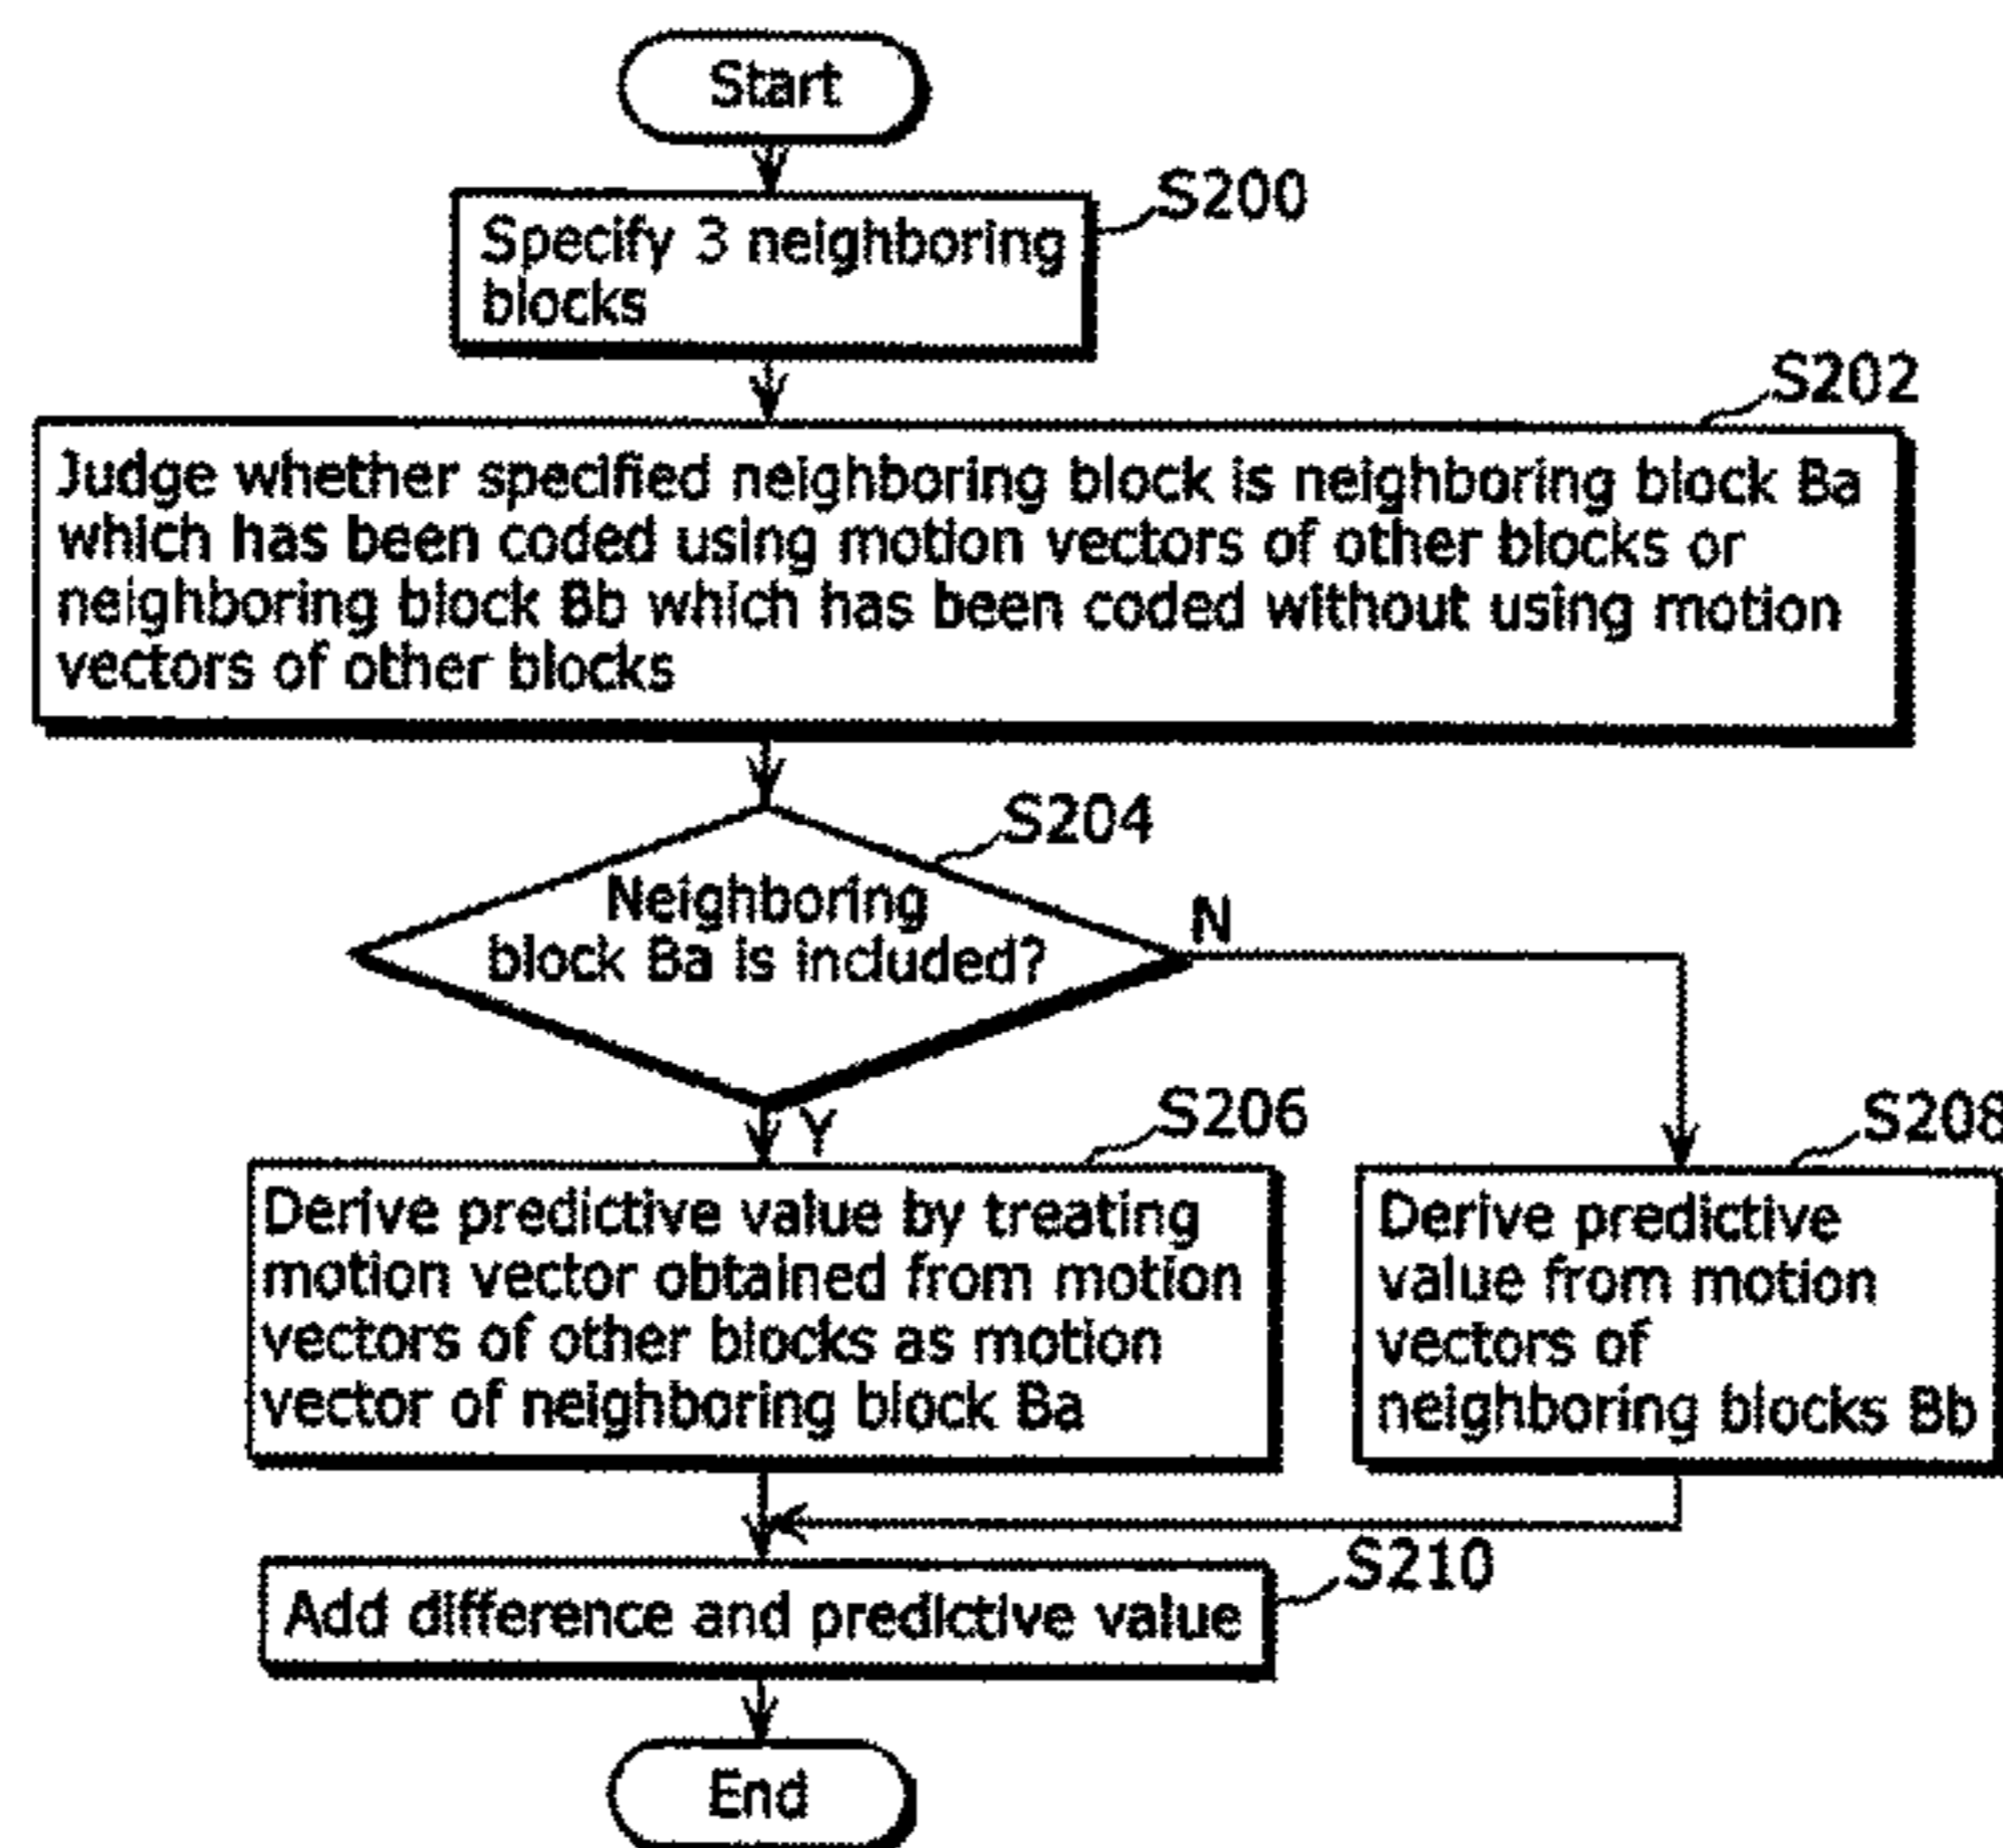 Start
S200
Specify 3 neighboring
blocks
S202
Judge whether specified neighboring block is neighboring block Ba
which has been coded using motion vectors of other blocks or
neighboring block Bb which has been coded without using motion
vectors of other blocks
S204
Neighboring
block Ba is included?
N
Y
S206
Derive predictive value by treating
motion vector obtained from motion
vectors of other blocks as motion
vector of neighboring block Ba
S208
Derive predictive
value from motion
vectors of
neighboring blocks Bb
S210
Add difference and predictive value
End